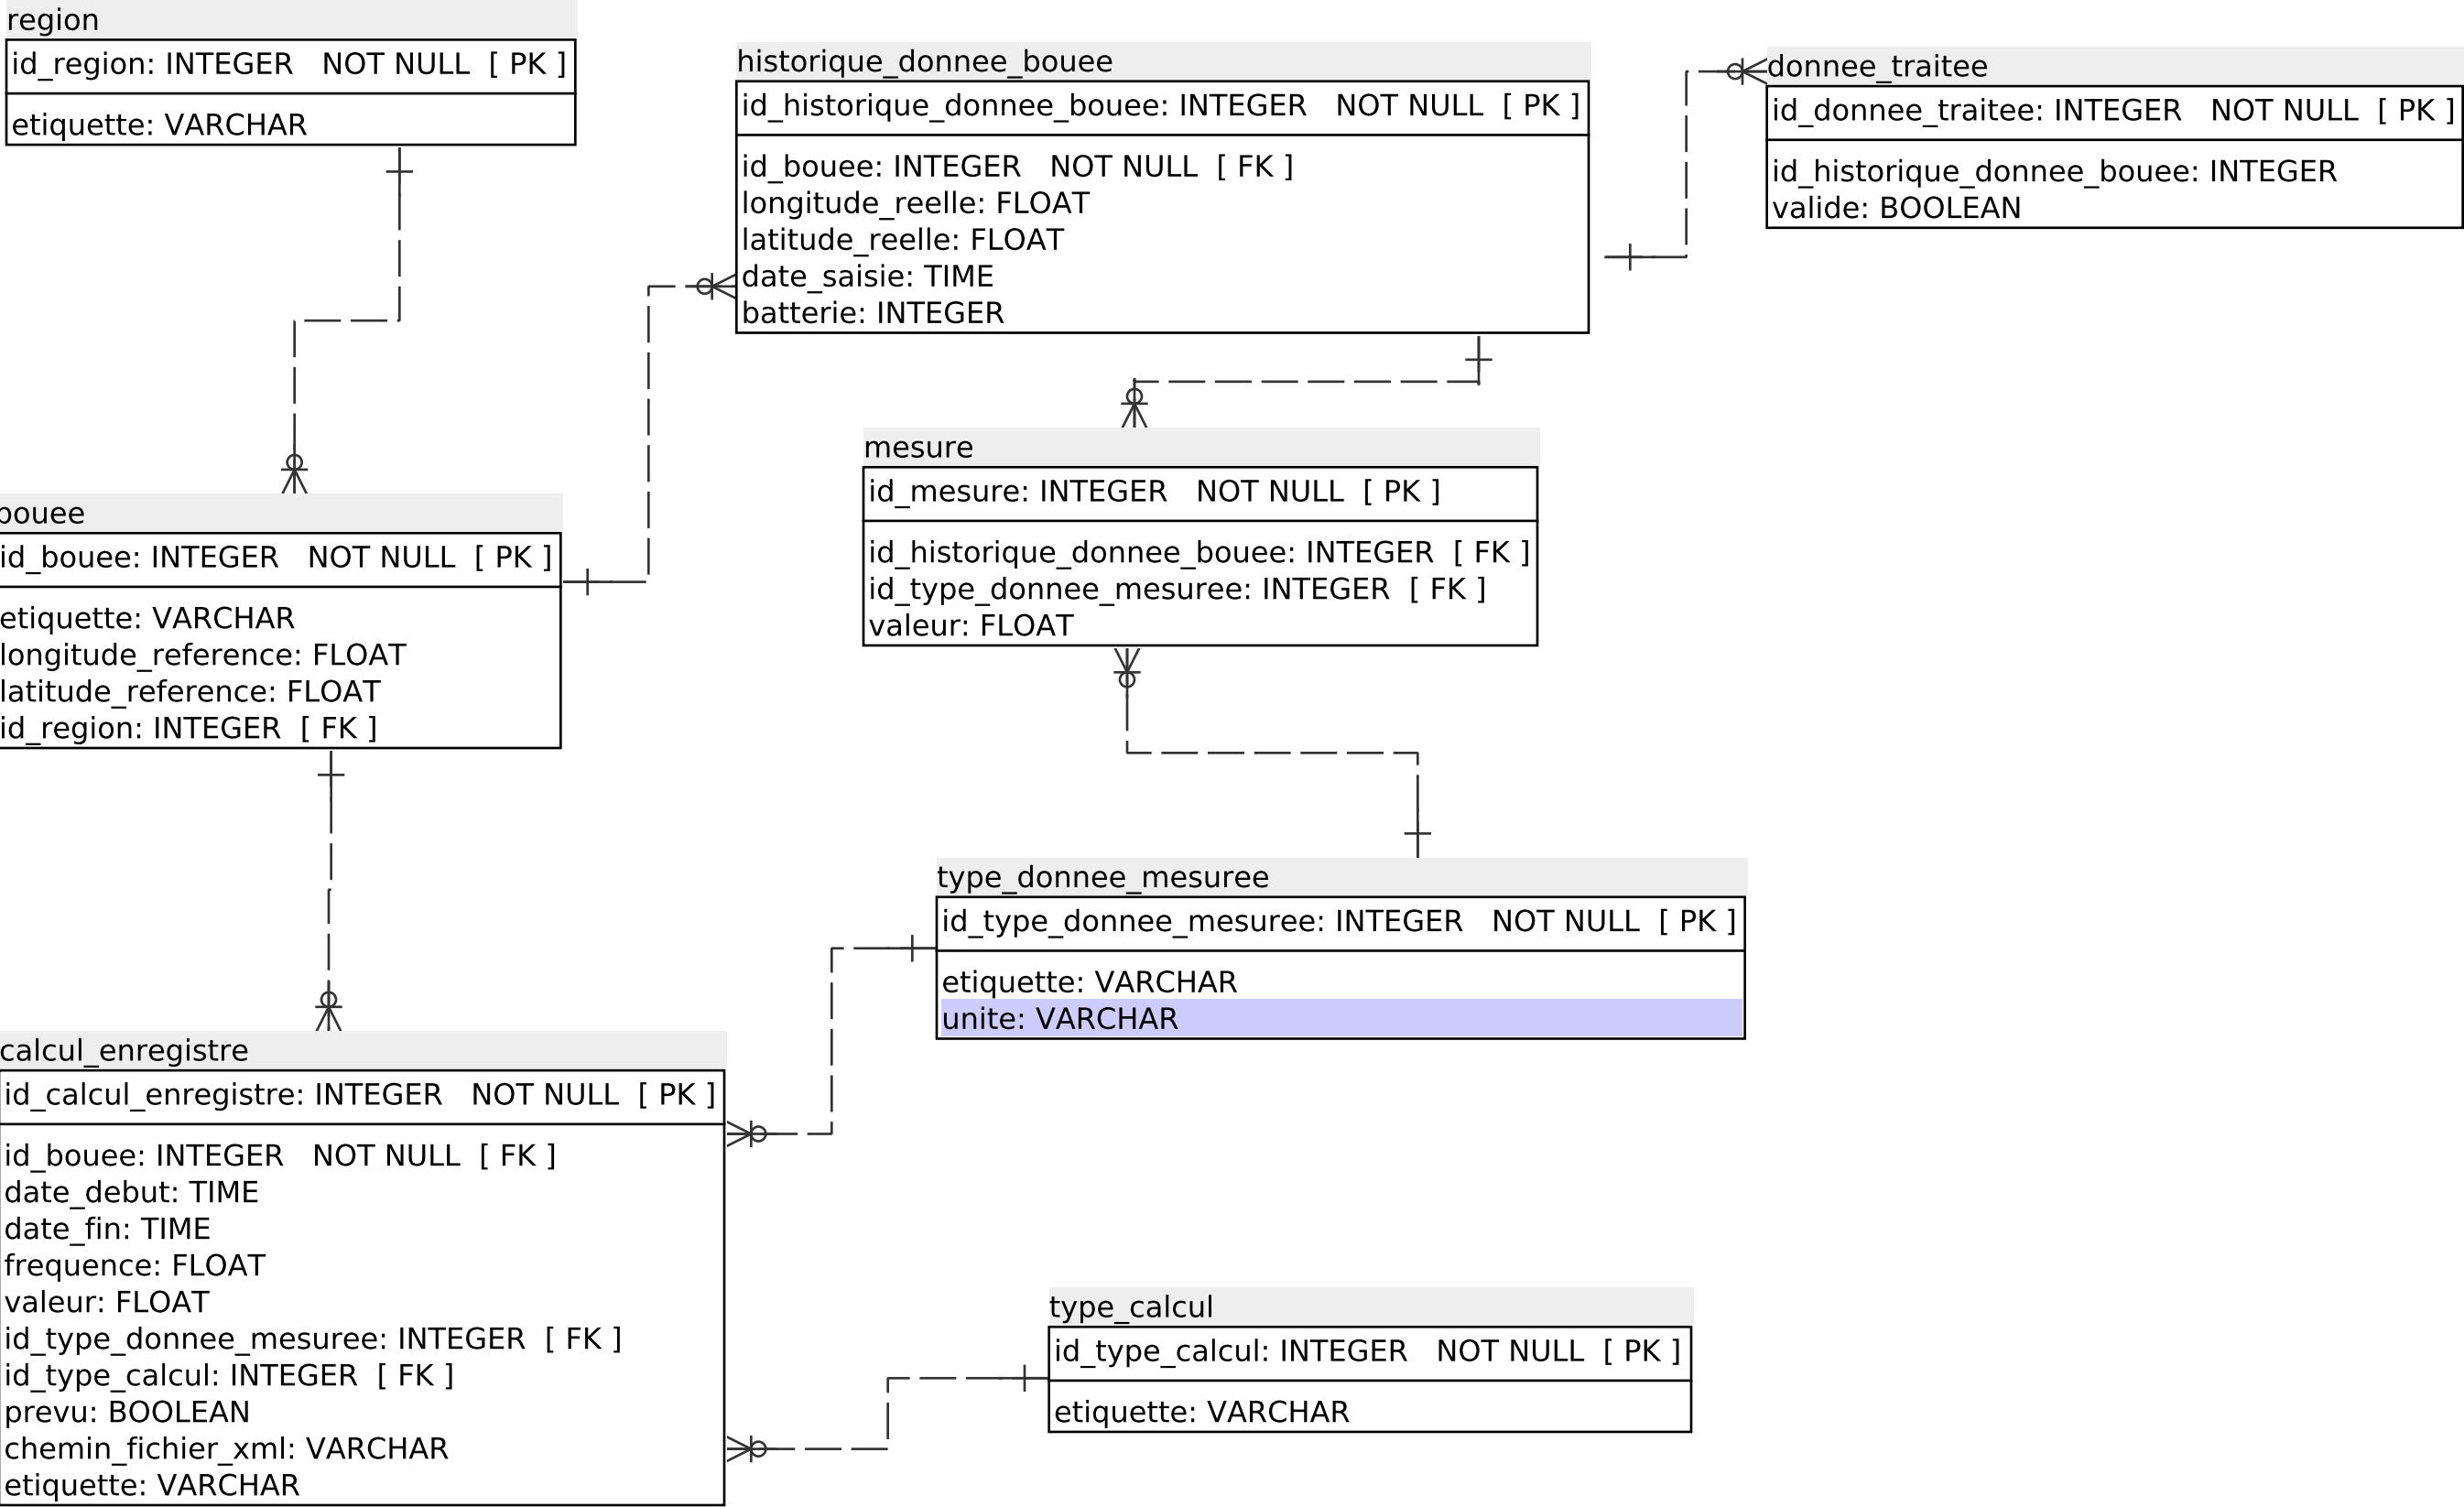 region
id_region: INTEGER NOT NULL [ PK ]
etiquette: VARCHAR
historique_donnee_bouee
id_historique_donnee_bouee: INTEGER NOT NULL [ PK ]
id_bouee: INTEGER NOT NULL [ FK ]
longitude_reelle: FLOAT
latitude_reelle: FLOAT
date_saisie: TIME
batterie: INTEGER
donnee_traitee
id_donnee_traitee: INTEGER NOT NULL [ PK ]
id_historique_donnee_bouee: INTEGER
valide: BOOLEAN
mesure
id_mesure: INTEGER NOT NULL [ PK ]
id_historique_donnee_bouee: INTEGER [ FK ]
id_type_donnee_mesuree: INTEGER [ FK ]
valeur: FLOAT
bouee
id_bouee: INTEGER NOT NULL [ PK ]
etiquette: VARCHAR
longitude_reference: FLOAT
latitude_reference: FLOAT
id_region: INTEGER [ FK ]
type_donnee_mesuree
id_type_donnee_mesuree: INTEGER NOT NULL [ PK ]
etiquette: VARCHAR
unite: VARCHAR
calcul_enregistre
id_calcul_enregistre: INTEGER NOT NULL [ PK ]
id_bouee: INTEGER NOT NULL [ FK ]
date_debut: TIME
date_fin: TIME
frequence: FLOAT
valeur: FLOAT
id_type_donnee_mesuree: INTEGER [ FK ]
id_type_calcul: INTEGER [ FK ]
prevu: BOOLEAN
chemin_fichier_xml: VARCHAR
etiquette: VARCHAR
type_calcul
id_type_calcul: INTEGER NOT NULL [ PK ]
etiquette: VARCHAR